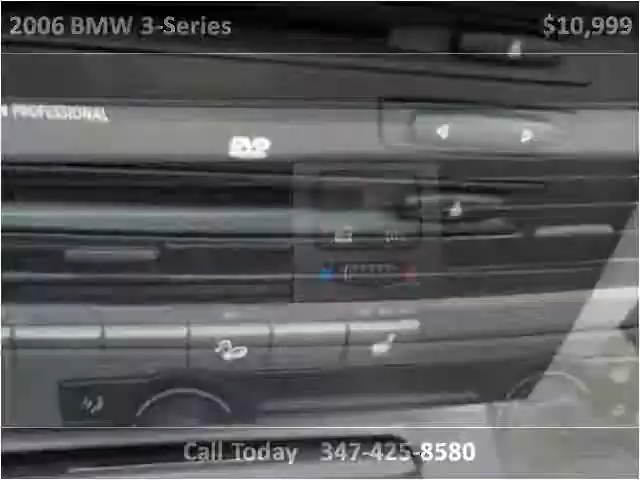 2006 BMW 3-Series $10,999
PROFESSIONAL
DVD
Call Today 347-425-8580